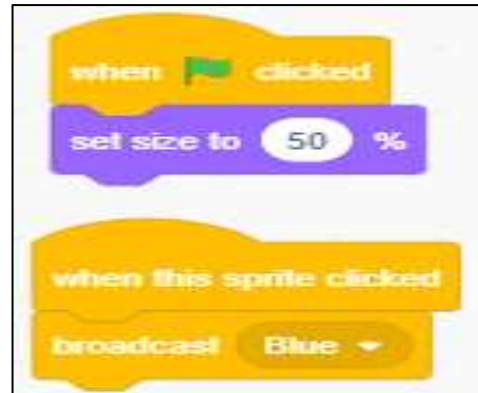 when clicked
set size to 50 %
when this sprite clicked
broadcast Blue